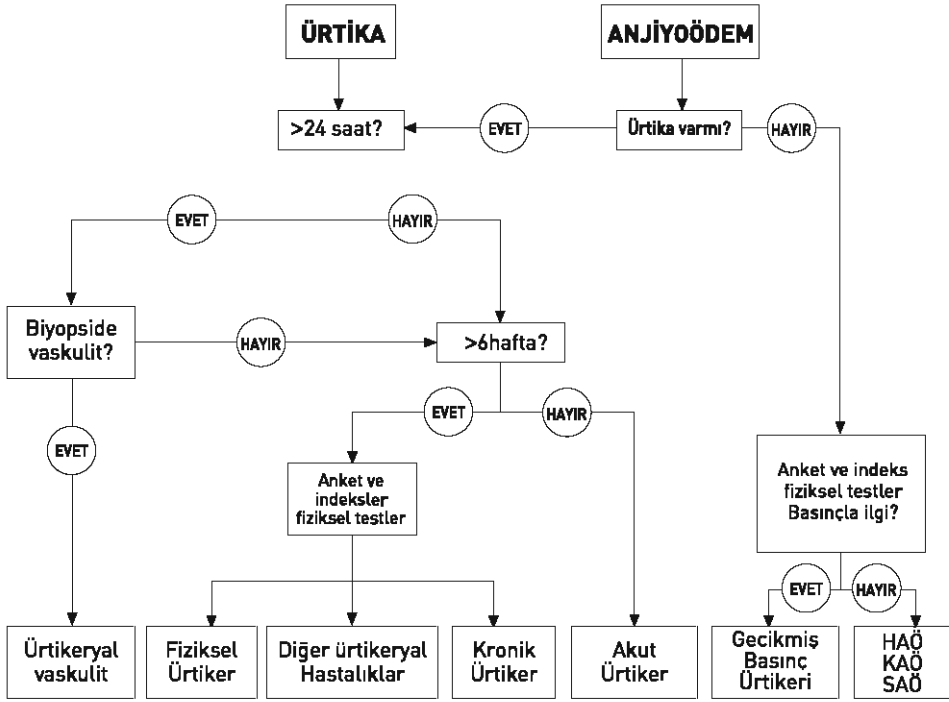 ÜRTİKA
ANJİYOÖDEM
>24 saat?
EVET
Ürtika varmı?
HAYIR
EVET
HAYIR
Biyopside
vaskulit?
HAYIR
>6hafta?
EVET
HAYIR
EVET
Anket ve
indeksler
fiziksel testler
Anket ve indeks
fiziksel testler
Basınçla ilgi?
EVET
HAYIR
Ürtikeryal
vaskulit
Fiziksel
Ürtiker
Diğer ürtikeryal
Hastalıklar
Kronik
Ürtiker
Akut
Ürtiker
Gecikmiş
Basınç
Ürtikeri
HAÖ
KAÖ
SAÖ